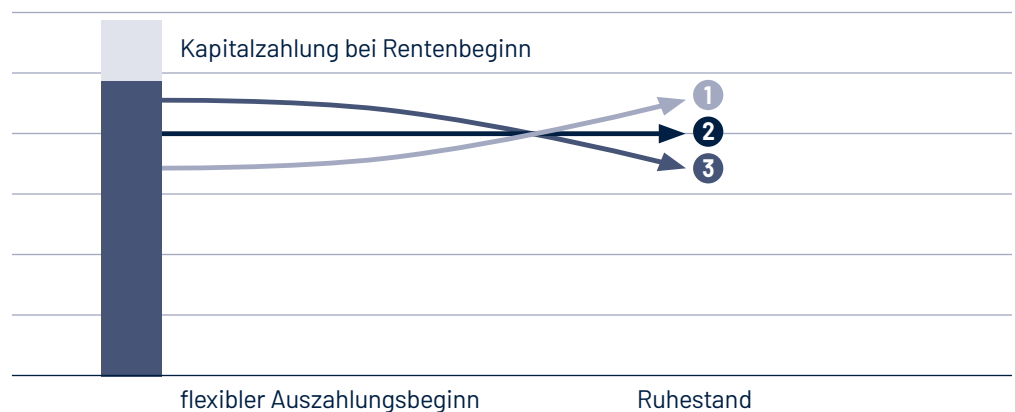 Kapitalzahlung bei Rentenbeginn
1
2
3
flexibler Auszahlungsbeginn
Ruhestand